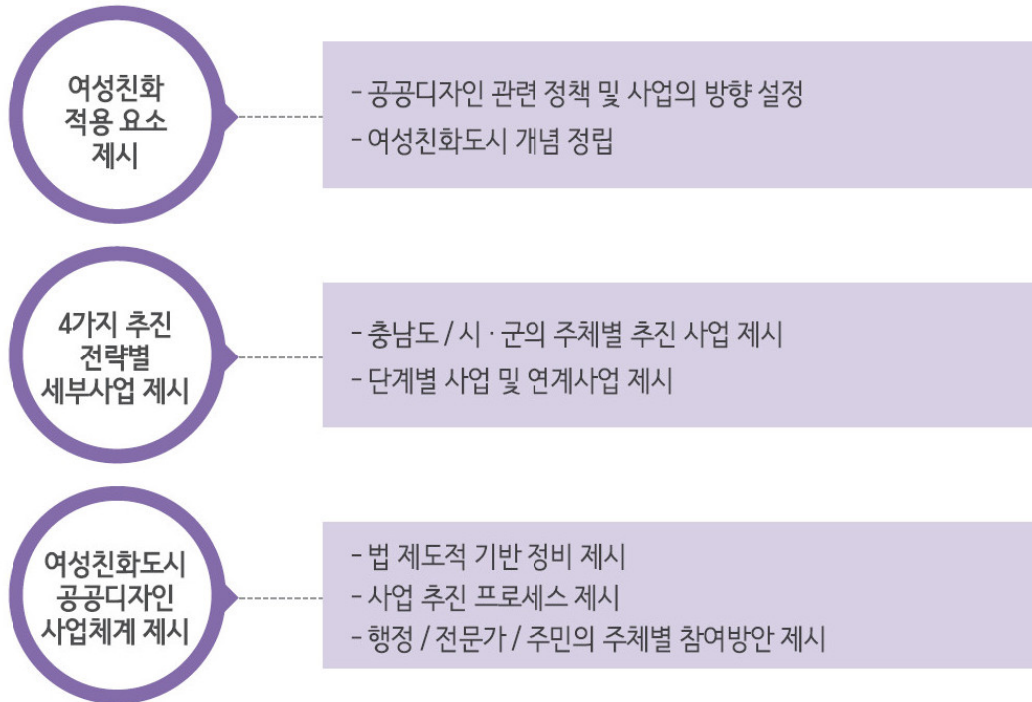 여성친화
적용 요소
제시
- 공공디자인 관련 정책 및 사업의 방향 설정
- 여성친화도시 개념 정립
4가지 추진
전략별
세부사업 제시
- 충남도 / 시 · 군의 주체별 추진 사업 제시
- 단계별 사업 및 연계사업 제시
여성친화도시
공공디자인
사업체계 제시
- 법 제도적 기반 정비 제시
- 사업 추진 프로세스 제시
- 행정 / 전문가 / 주민의 주체별 참여방안 제시